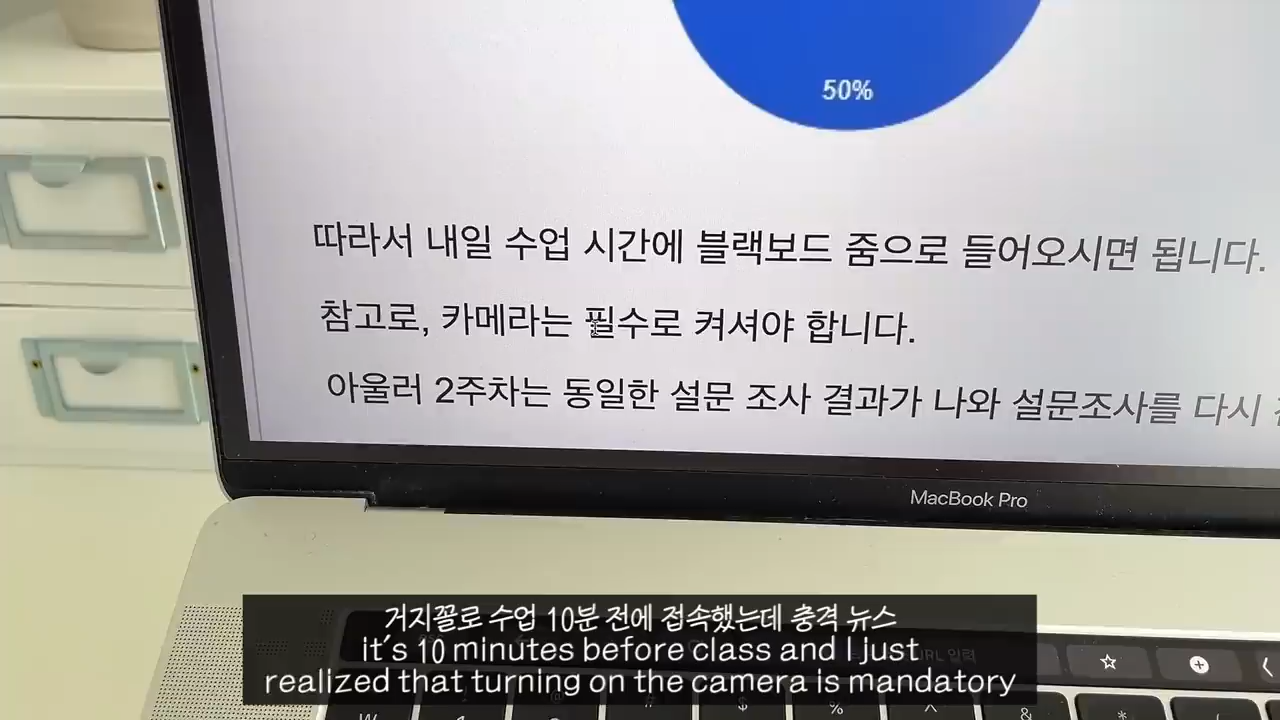 50%
따라서 내일 수업 시간에 블랙보드 줌으로 들어오시면 됩니다.
참고로, 카메라는 필수로 켜셔야 합니다.
아울러 2주차는 동일한 설문 조사 결과가 나와 설문조사를 다시
MacBook Pro
거지꼴로 수업 10분 전에 접속했는데 충격 뉴스
it's 10 minutes before class and I just
realized that turning on the camera is mandatory
URL 입력
# $ % ^ & *
W